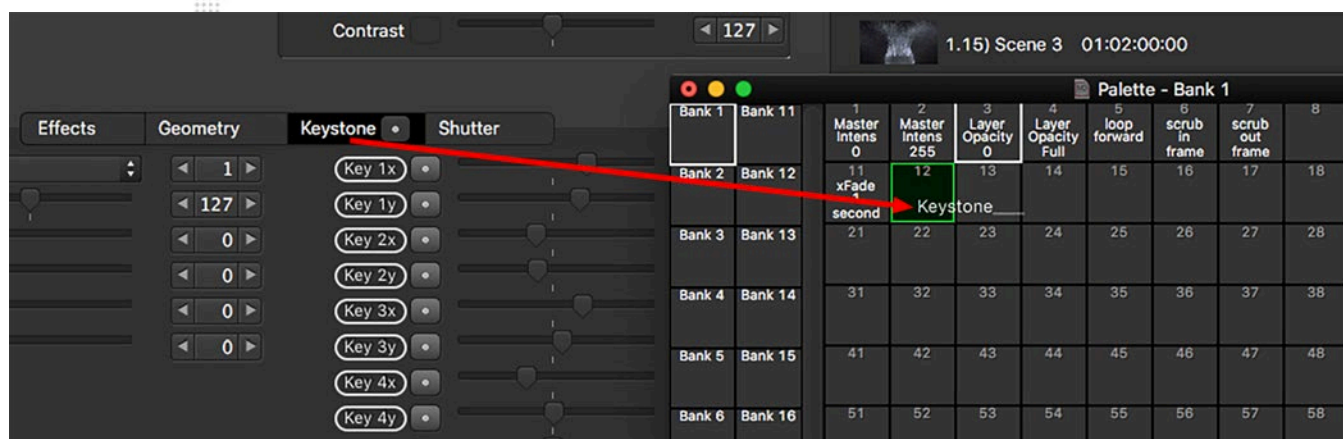 Contrast
127
1.15) Scene 3 01:02:00:00
Palette - Bank 1
Effects Geometry Keystone Shutter
1 Key 1x
127 Key 1y
0 Key 2x
0 Key 2y
0 Key 3x
0 Key 3y
Key 4x
Key 4y
Bank 1 Bank 11
Bank 2 Bank 12
Bank 3 Bank 13
Bank 4 Bank 14
Bank 5 Bank 15
Bank 6 Bank 16
1 2 3 4 5 6 7 8
Master Intens 0
Master Intens 255
Layer Opacity 0
Layer Opacity Full
loop forward
scrub in frame
scrub out frame
11 12 13 14 15 16 17 18
xFade 1 second
Keystone___
21 22 23 24 25 26 27 28
31 32 33 34 35 36 37 38
41 42 43 44 45 46 47 48
51 52 53 54 55 56 57 58